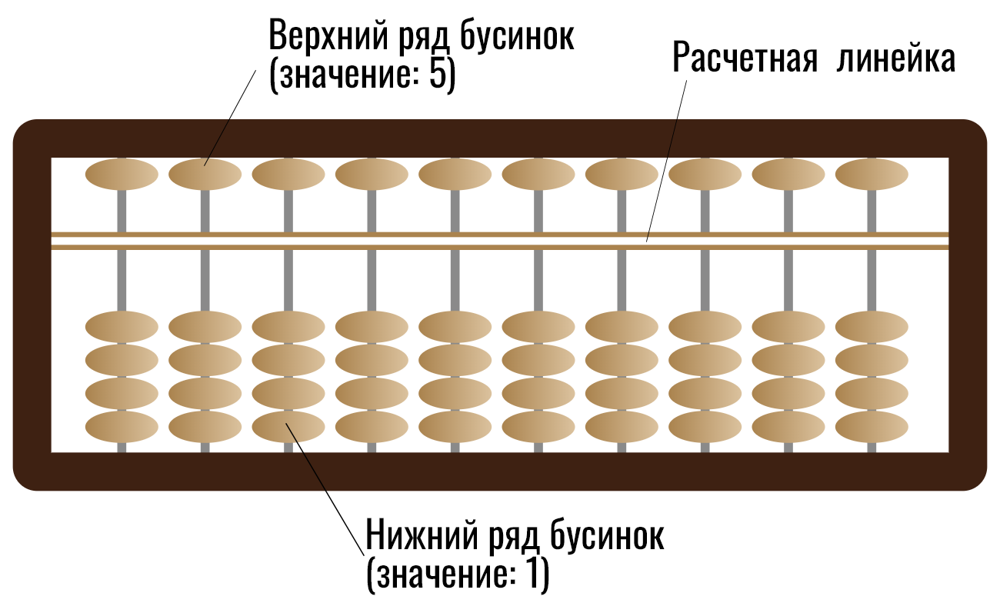 Верхний ряд бусинок
(значение: 5)
Расчетная линейка
Нижний ряд бусинок
(значение: 1)